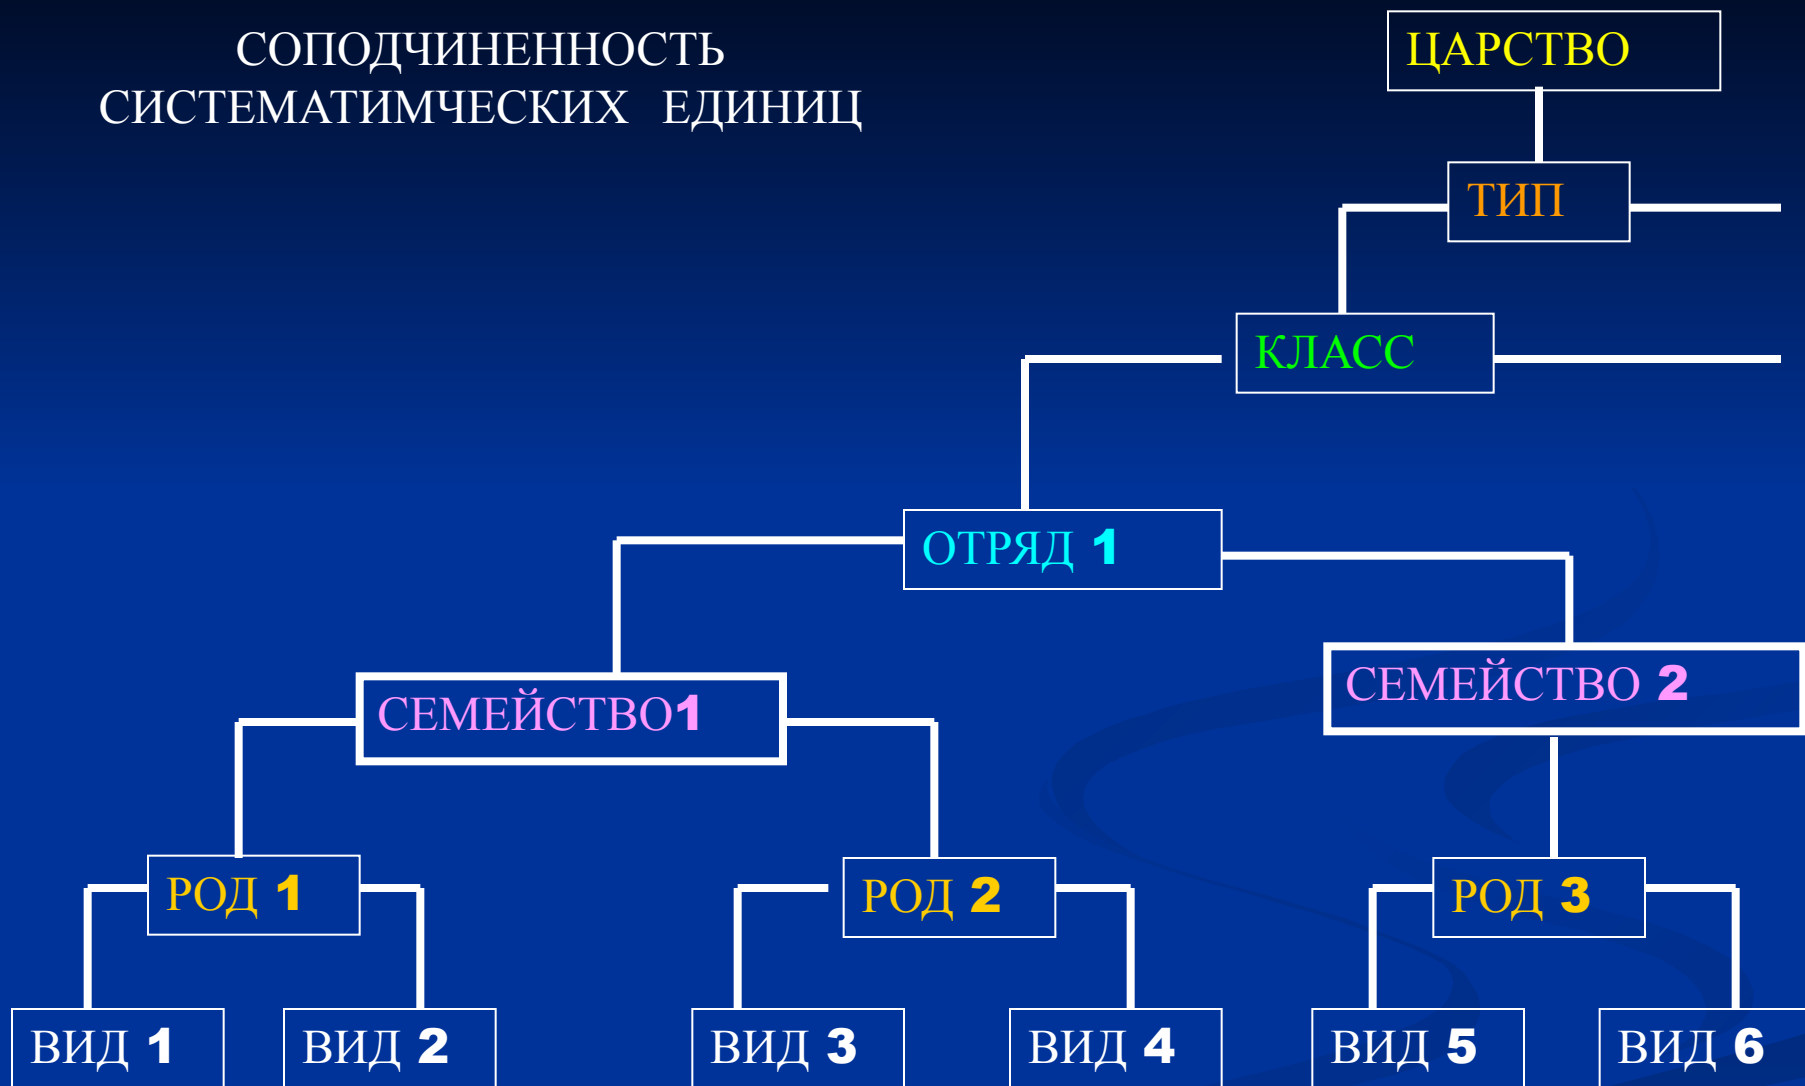 СОПОДЧИНЕННОСТЬ
СИСТЕМАТИМЧЕСКИХ ЕДИНИЦ
ЦАРСТВО
ТИП
КЛАСС
ОТРЯД 1
СЕМЕЙСТВО1
СЕМЕЙСТВО 2
РОД 1
РОД 2
РОД 3
ВИД 1
ВИД 2
ВИД 3
ВИД 4
ВИД 5
ВИД 6